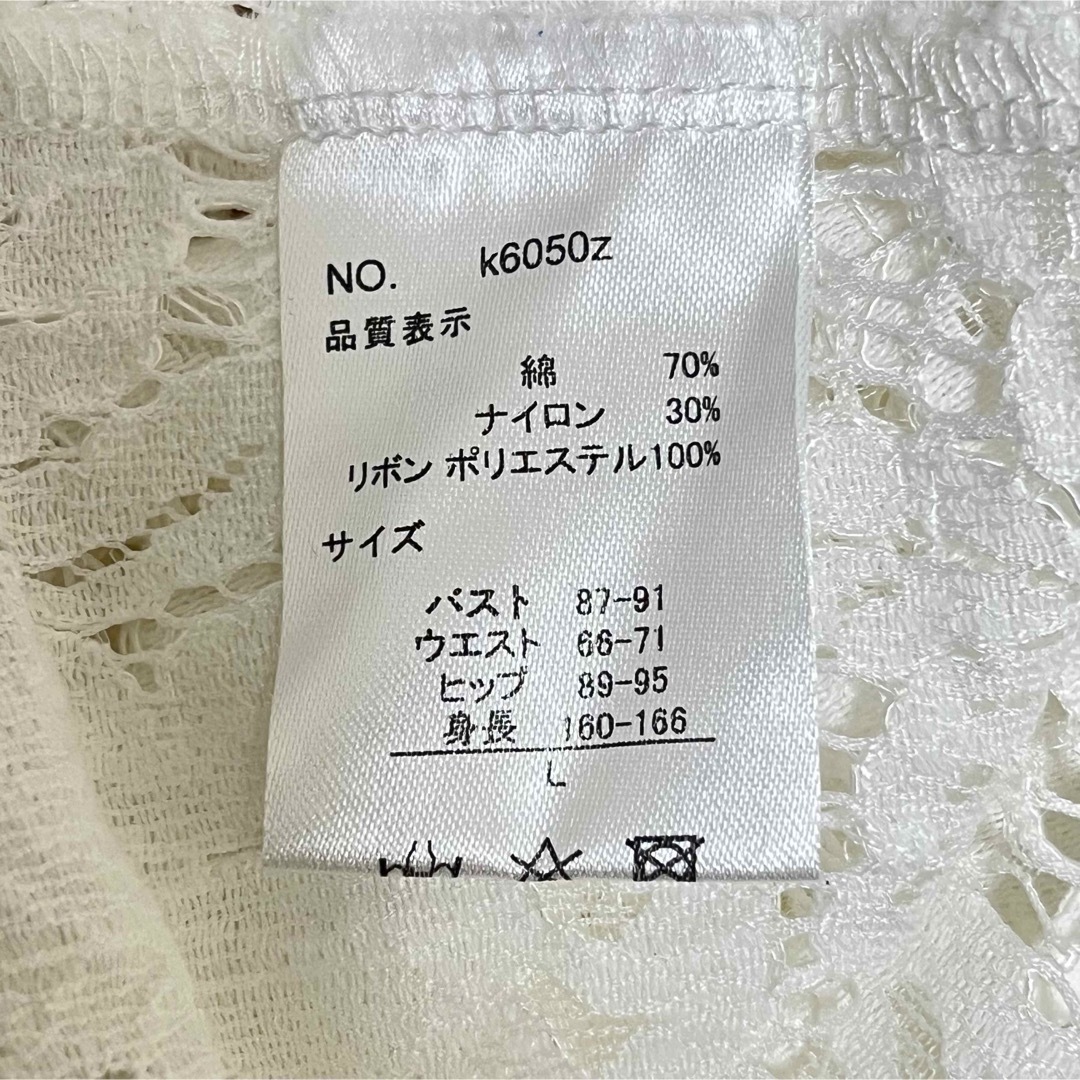 NO. k6050z
品質表示
綿 70%
ナイロン 30%
リボン ポリエステル100%
サイズ
バスト 87-91
ウエスト 66-71
ヒップ 89-95
身長 160-166
L